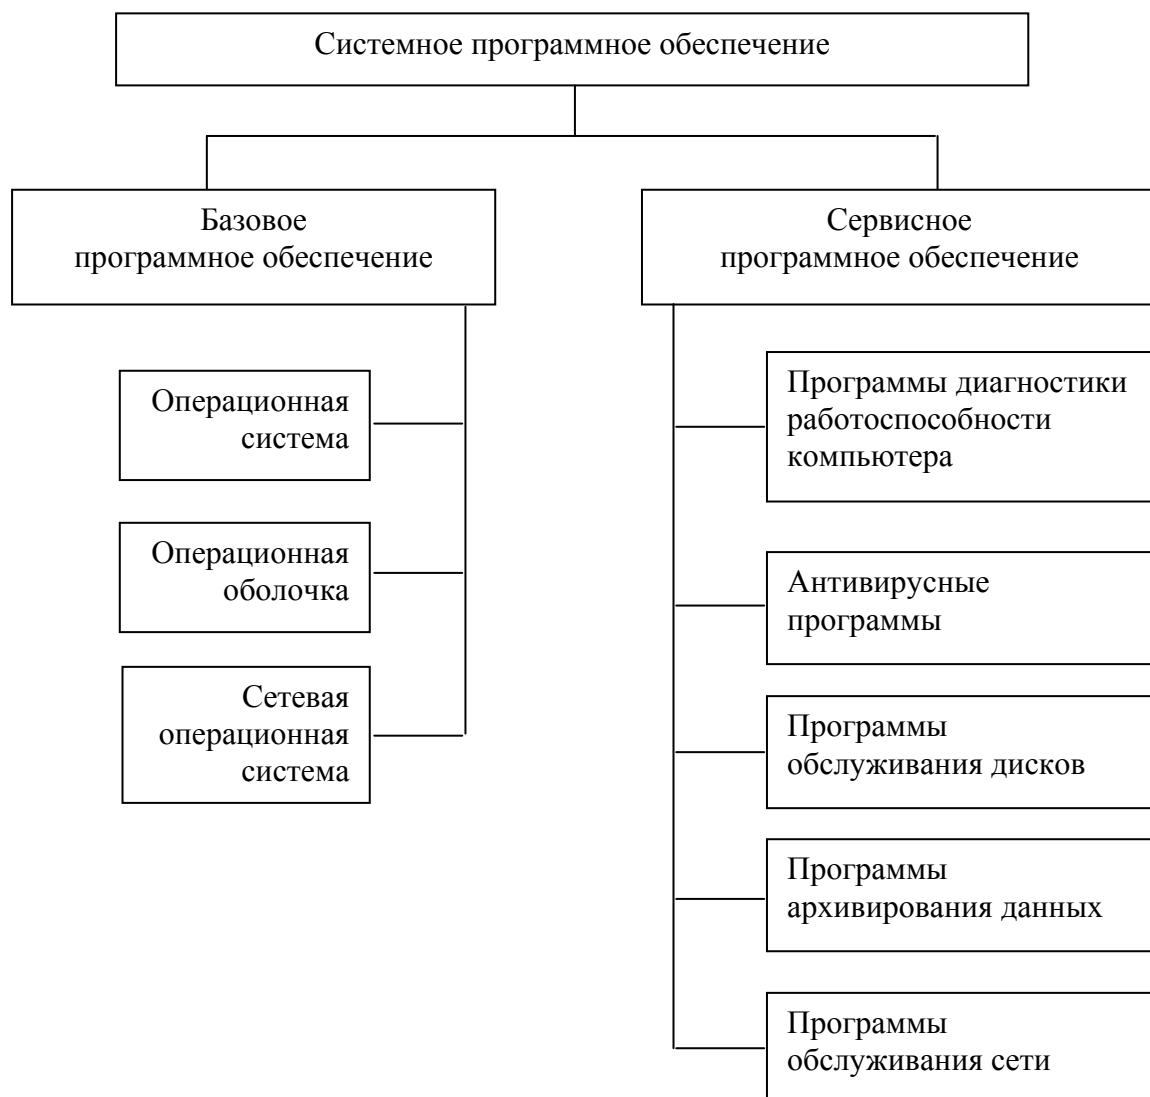 Системное программное обеспечение
Базовое
программное обеспечение
Сервисное
программное обеспечение
Операционная
система
Операционная
оболочка
Сетевая
операционная
система
Программы диагностики
работоспособности
компьютера
Антивирусные
программы
Программы
обслуживания дисков
Программы
архивирования данных
Программы
обслуживания сети